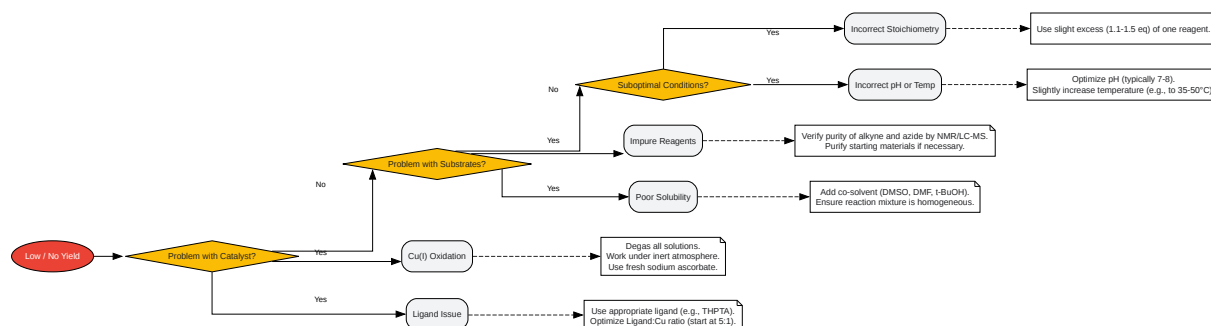 Yes
Incorrect Stoichiometry
Use slight excess (1.1-1.5 eq) of one reagent.
Suboptimal Conditions?
Yes
Incorrect pH or Temp
Optimize pH (typically 7-8).
Slightly increase temperature (e.g., to 35-50°C)
No
Yes
Impure Reagents
Verify purity of alkyne and azide by NMR/LC-MS.
Purify starting materials if necessary.
Problem with Substrates?
No
Yes
Poor Solubility
Add co-solvent (DMSO, DMF, t-BuOH).
Ensure reaction mixture is homogeneous.
Low / No Yield
Problem with Catalyst?
Yes
Cu(I) Oxidation
Degas all solutions.
Work under inert atmosphere.
Use fresh sodium ascorbate.
Yes
Ligand Issue
Use appropriate ligand (e.g., THPTA).
Optimize Ligand:Cu ratio (start at 5:1).